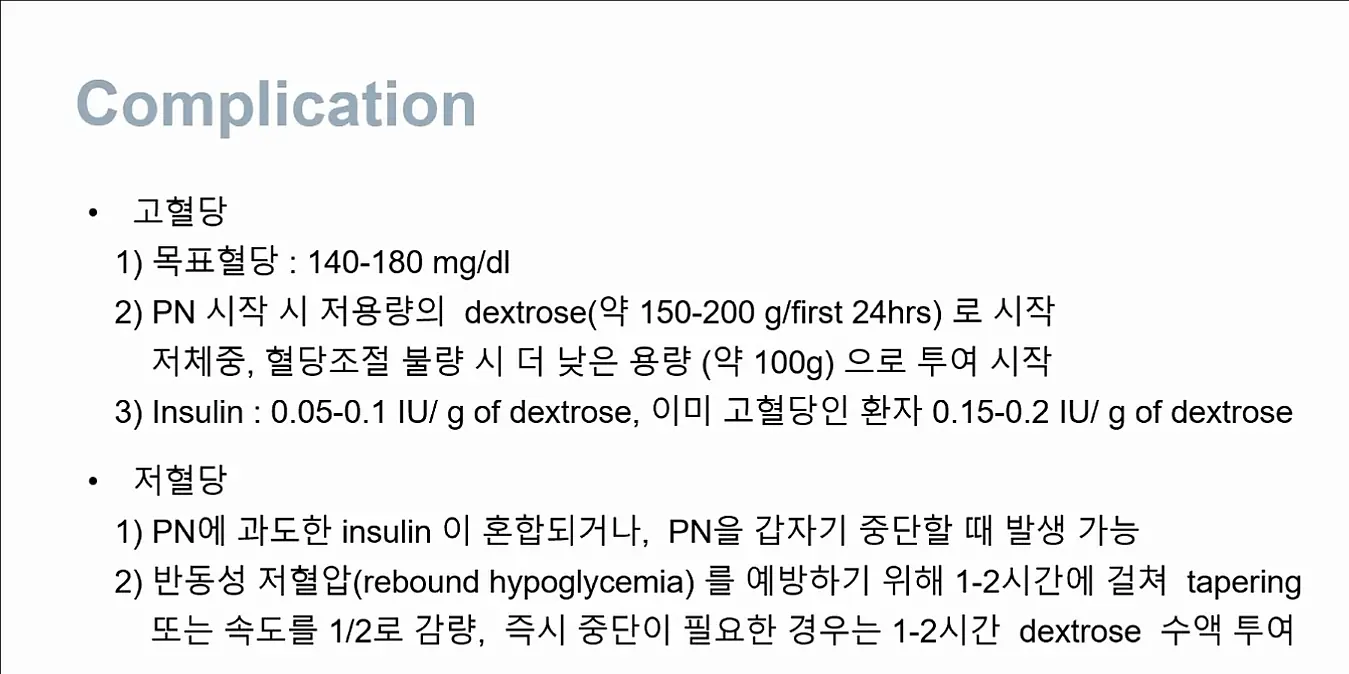 Complication
• 고혈당
1) 목표혈당 : 140-180 mg/dl
2) PN 시작 시 저용량의 dextrose(약 150-200 g/first 24hrs) 로 시작
저체중, 혈당조절 불량 시 더 낮은 용량 (약 100g) 으로 투여 시작
3) Insulin : 0.05-0.1 IU/ g of dextrose, 이미 고혈당인 환자 0.15-0.2 IU/ g of dextrose
• 저혈당
1) PN에 과도한 insulin 이 혼합되거나, PN을 갑자기 중단할 때 발생 가능
2) 반동성 저혈압(rebound hypoglycemia) 를 예방하기 위해 1-2시간에 걸쳐 tapering
또는 속도를 1/2로 감량, 즉시 중단이 필요한 경우는 1-2시간 dextrose 수액 투여